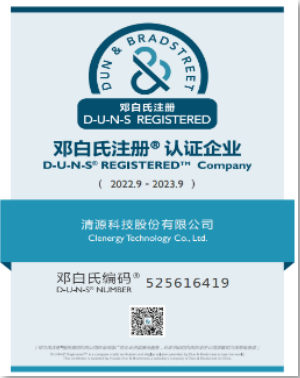 DUN & BRADSTREET
邓白氏注册
D-U-N-S REGISTERED
邓白氏注册® 认证企业
D-U-N-S® REGISTERED™ Company
( 2022.9 - 2023.9 )
清源科技股份有限公司
Clenergy Technology Co., Ltd.
邓白氏编码® 525616419
D-U-N-S® NUMBER